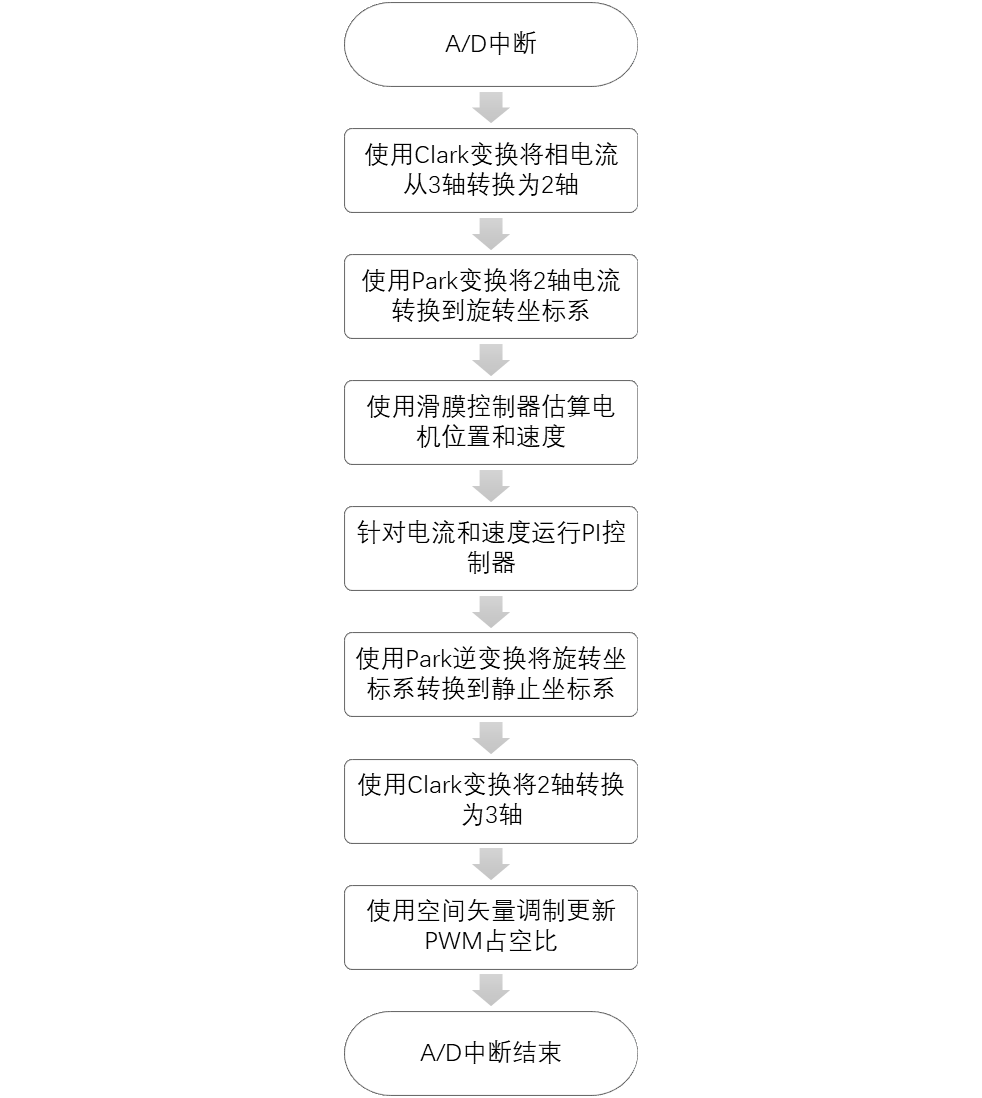 A/D中断
使用Clark变换将相电流
从3轴转换为2轴
使用Park变换将2轴电流
转换到旋转坐标系
使用滑膜控制器估算电
机位置和速度
针对电流和速度运行PI控
制器
使用Park逆变换将旋转坐
标系转换到静止坐标系
使用Clark变换将2轴转换
为3轴
使用空间矢量调制更新
PWM占空比
A/D中断结束